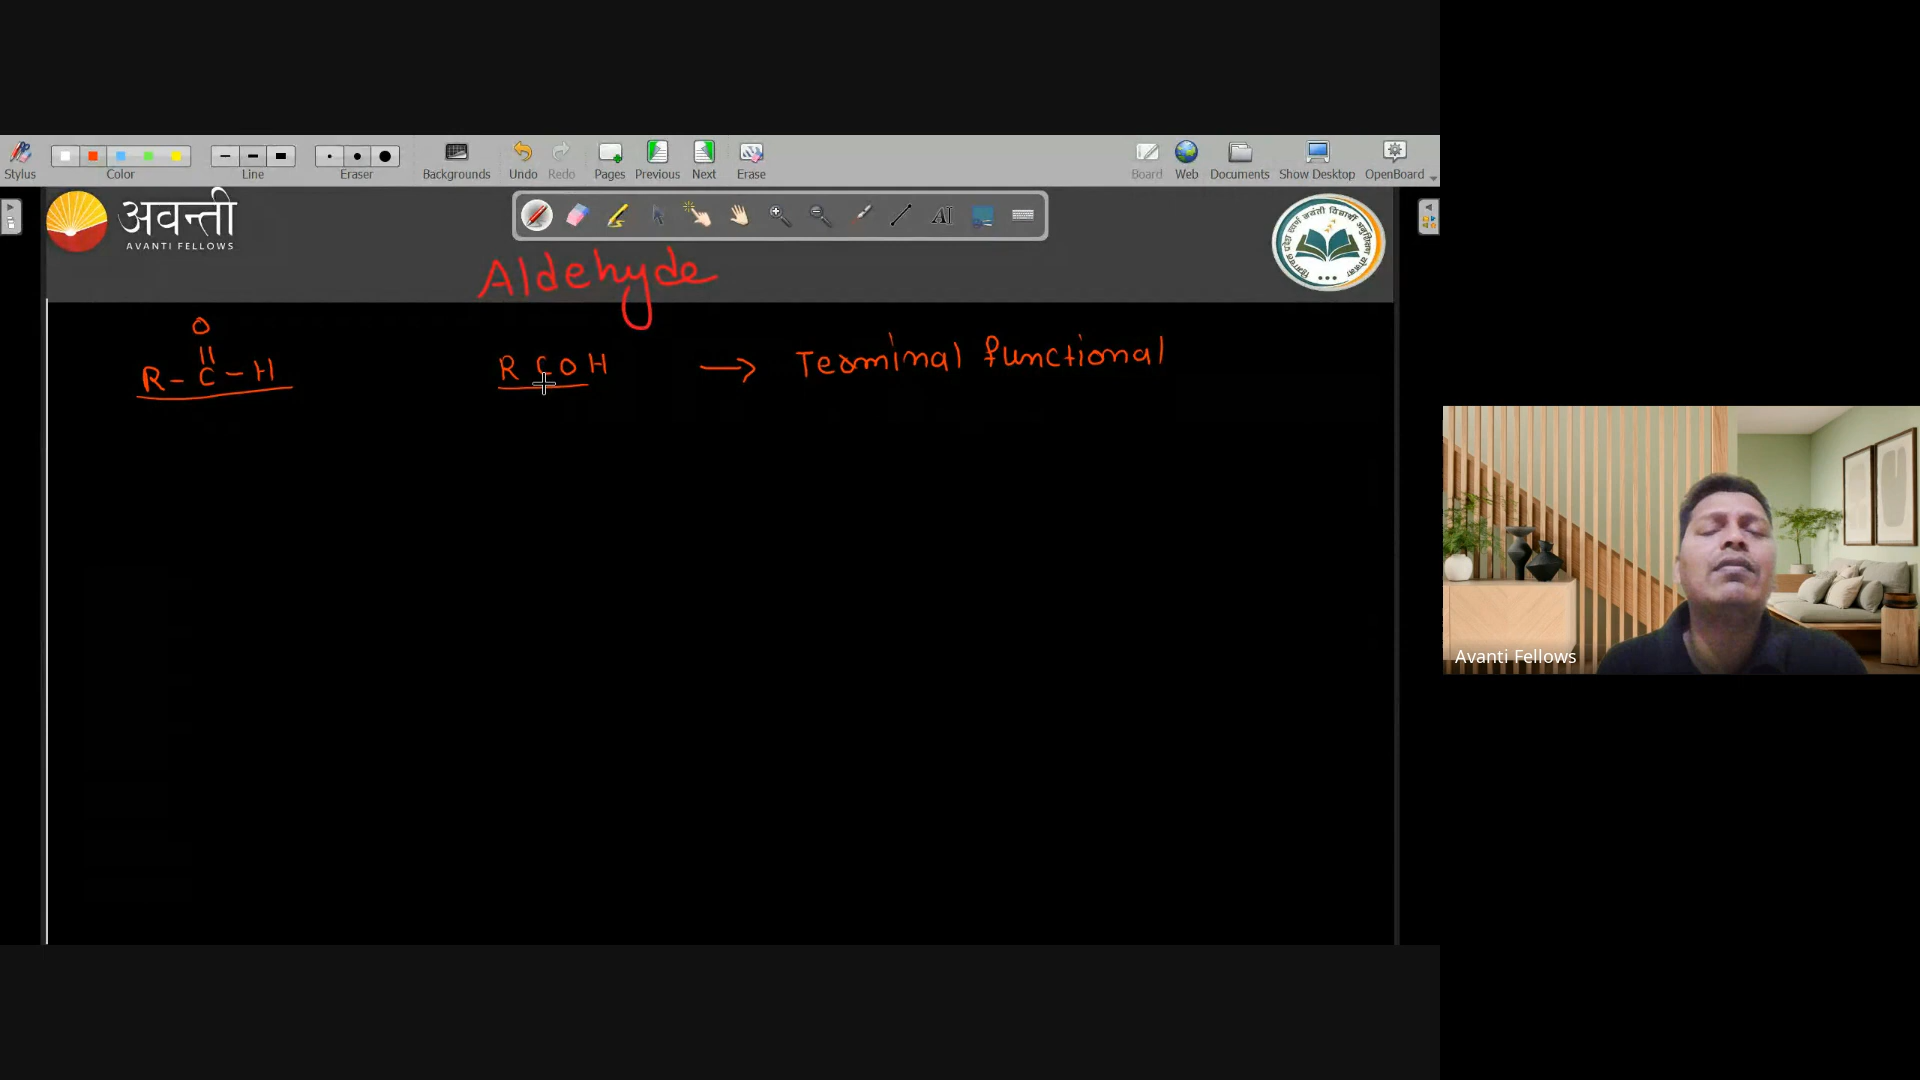 Stylus Color Line Eraser Backgrounds Undo Redo Pages Previous Next Erase Board Web Documents Show Desktop OpenBoard
अवन्ती
AVANTI FELLOWS
Aldehyde
O
||
R - C - H
R C O H → Terminal functional
Avanti Fellows